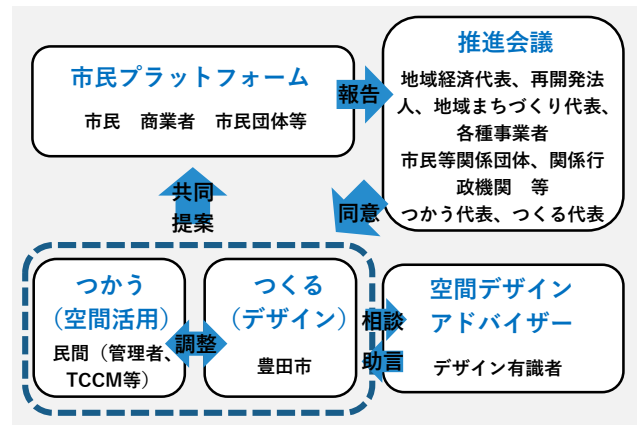 市民プラットフォーム
市民　商業者　市民団体等
報告
推進会議
地域経済代表、再開発法
人、地域まちづくり代表、
各種事業者
市民等関係団体、関係行
政機関　等
つかう代表、つくる代表
共同
提案
同意
つかう
（空間活用）
民間（管理者、
TCCM等）
調整
つくる
（デザイン）
豊田市
相談
助言
空間デザイン
アドバイザー
デザイン有識者